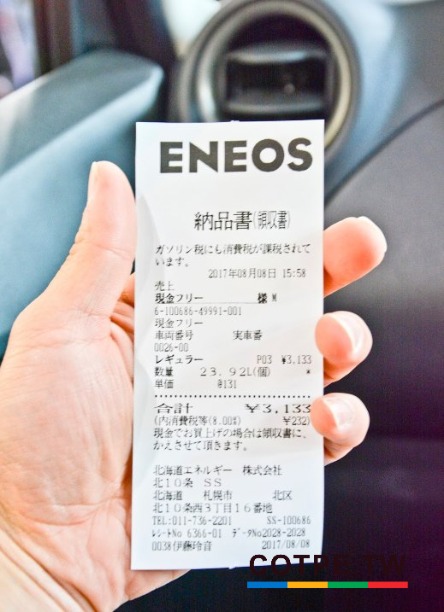 ENEOS
納品書(領収書)
ガソリン税にも消費税が課税されて
います。
2017年08月08日 15:58
売上
現金フリー 様 M
6-100686-49991-001
現金フリー
車両番号 実車番
0026-00
レギュラー P03 ¥3,133
数量 23.92L(個) *
単価 @131
合計 ¥3,133
(内消費税等(8.00%) ¥232)
現金でお買上げの場合は領収書に、
かえさせて頂きます。
北海道エネルギー 株式会社
北10条 SS
北海道 札幌市 北区
北10条西3丁目16番地
TEL:011-736-2201 SS-100686
レシートNo 6366-01 データNo2028-2028
0038伊藤玲音 2017/08/08